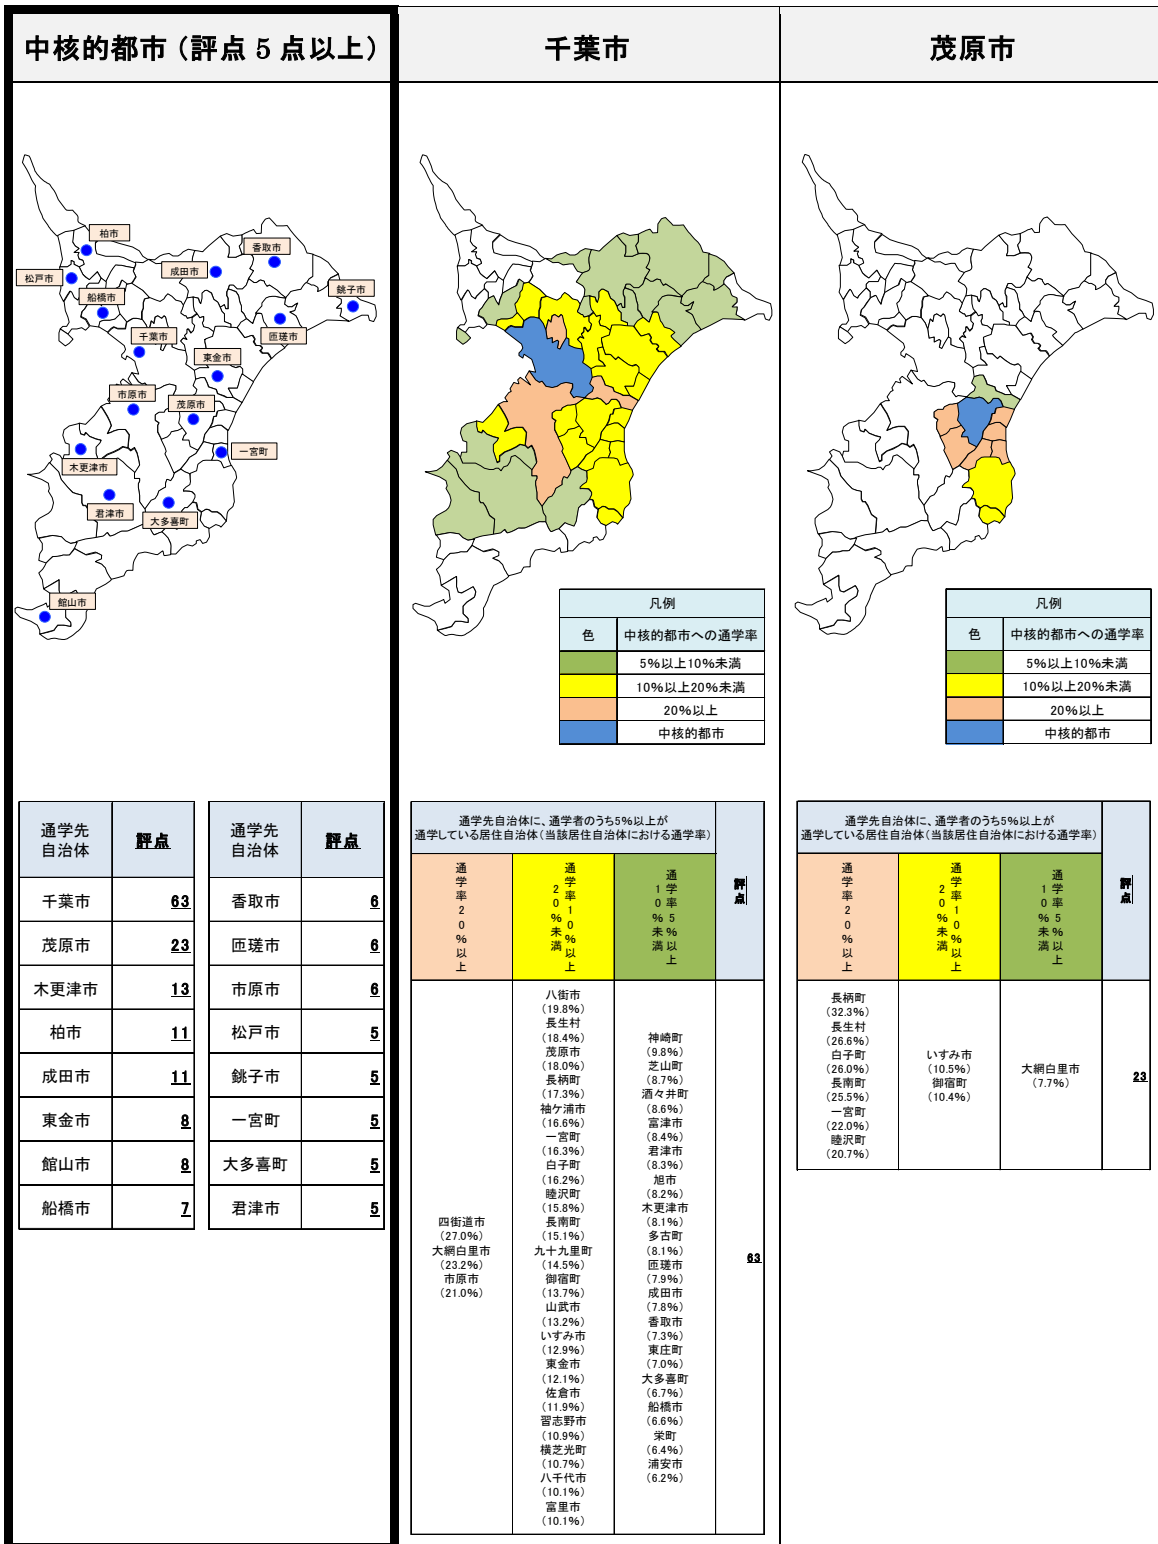 中核的都市（評点５点以上）
千葉市
茂原市
柏市
香取市
成田市
松戸市
銚子市
船橋市
千葉市
匝瑳市
東金市
市原市
茂原市
一宮町
木更津市
君津市
大多喜町
館山市
凡例
色
中核的都市への通学率
5％以上10％未満
10％以上20％未満
20％以上
中核的都市
凡例
色
中核的都市への通学率
5％以上10％未満
10％以上20％未満
20％以上
中核的都市
通学先
自治体
評点
千葉市 63
茂原市 23
木更津市 13
柏市 11
成田市 11
東金市 8
館山市 8
船橋市 7
通学先
自治体
評点
香取市 6
匝瑳市 6
市原市 6
松戸市 5
銚子市 5
一宮町 5
大多喜町 5
君津市 5
通学先自治体に、通学者のうち5％以上が
通学している居住自治体（当該居住自治体における通学率）
評点
通学率20％以上
通学率10％以上
20％未満
通学率5％以上
10％未満
四街道市
（27.0％）
大網白里市
（23.2％）
市原市
（21.0％）
八街市
（19.8％）
長生村
（18.4％）
茂原市
（18.0％）
長柄町
（17.3％）
袖ケ浦市
（16.6％）
一宮町
（16.3％）
白子町
（16.2％）
睦沢町
（15.8％）
長南町
（15.1％）
九十九里町
（14.5％）
御宿町
（13.7％）
山武市
（13.2％）
いすみ市
（12.9％）
東金市
（12.1％）
佐倉市
（11.9％）
習志野市
（10.9％）
横芝光町
（10.7％）
八千代市
（10.1％）
富里市
（10.1％）
神崎町
（9.8％）
芝山町
（8.7％）
酒々井町
（8.6％）
富津市
（8.4％）
君津市
（8.3％）
旭市
（8.2％）
木更津市
（8.1％）
多古町
（8.1％）
匝瑳市
（7.9％）
成田市
（7.8％）
香取市
（7.3％）
東庄町
（7.0％）
大多喜町
（6.7％）
船橋市
（6.6％）
栄町
（6.4％）
浦安市
（6.2％）
63
通学先自治体に、通学者のうち5％以上が
通学している居住自治体（当該居住自治体における通学率）
評点
通学率20％以上
通学率10％以上
20％未満
通学率5％以上
10％未満
長柄町
（32.3％）
長生村
（26.6％）
白子町
（26.0％）
長南町
（25.5％）
一宮町
（22.0％）
睦沢町
（20.7％）
いすみ市
（10.5％）
御宿町
（10.4％）
大網白里市
（7.7％）
23